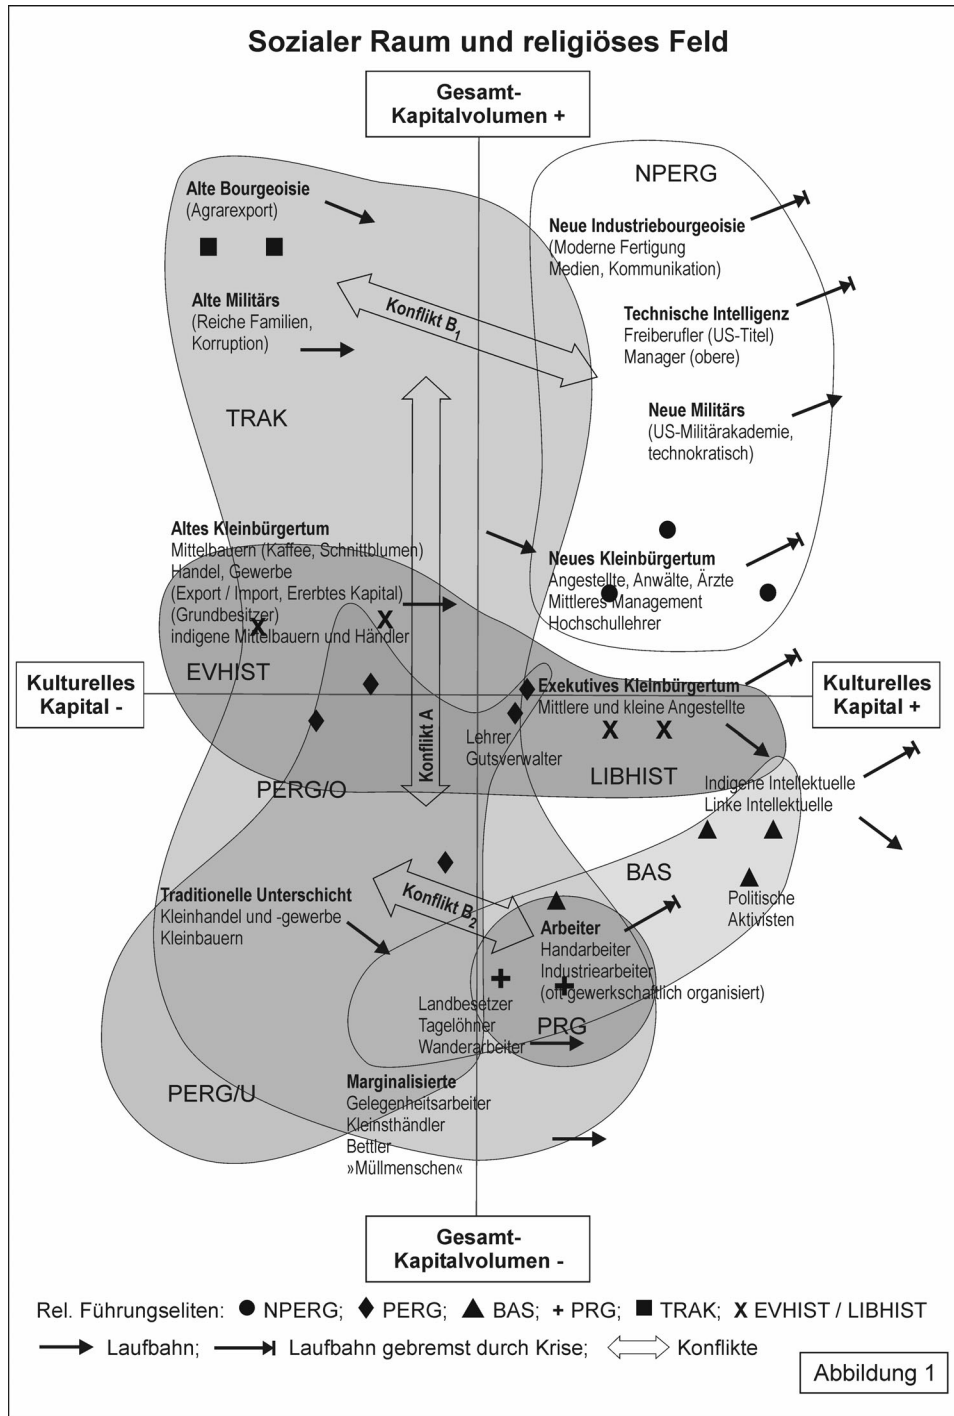 Sozialer Raum und religiöses Feld
Gesamt-
Kapitalvolumen +
NPERG
Alte Bourgeoisie
(Agrarexport)
Neue Industriebourgeoisie
(Moderne Fertigung
Medien, Kommunikation)
Alte Militärs
(Reiche Familien,
Korruption)
Konflikt B1
Technische Intelligenz
Freiberufler (US-Titel)
Manager (obere)
TRAK
Neue Militärs
(US-Militärakademie,
technokratisch)
Altes Kleinbürgertum
Mittelbauern (Kaffee, Schnittblumen)
Handel, Gewerbe
(Export / Import, Ererbtes Kapital)
(Grundbesitzer)
indigene Mittelbauern und Händler
Neues Kleinbürgertum
Angestellte, Anwälte, Ärzte
Mittleres Management
Hochschullehrer
EVHIST
Kulturelles
Kapital -
Exekutives Kleinbürgertum
Mittlere und kleine Angestellte
Kulturelles
Kapital +
Konflikt A
Lehrer
Gutsverwalter
LIBHIST
PERG/O
Indigene Intellektuelle
Linke Intellektuelle
BAS
Politische
Aktivisten
Traditionelle Unterschicht
Kleinhandel und -gewerbe
Kleinbauern
Konflikt B2
Arbeiter
Handarbeiter
Industriearbeiter
(oft gewerkschaftlich organisiert)
Landbesetzer
Tagelöhner
Wanderarbeiter
PRG
PERG/U
Marginalisierte
Gelegenheitsarbeiter
Kleinsthändler
Bettler
»Müllmenschen«
Gesamt-
Kapitalvolumen -
Rel. Führungseliten: NPERG; PERG; BAS; PRG; TRAK; EVHIST / LIBHIST
Laufbahn; Laufbahn gebremst durch Krise; Konflikte
Abbildung 1